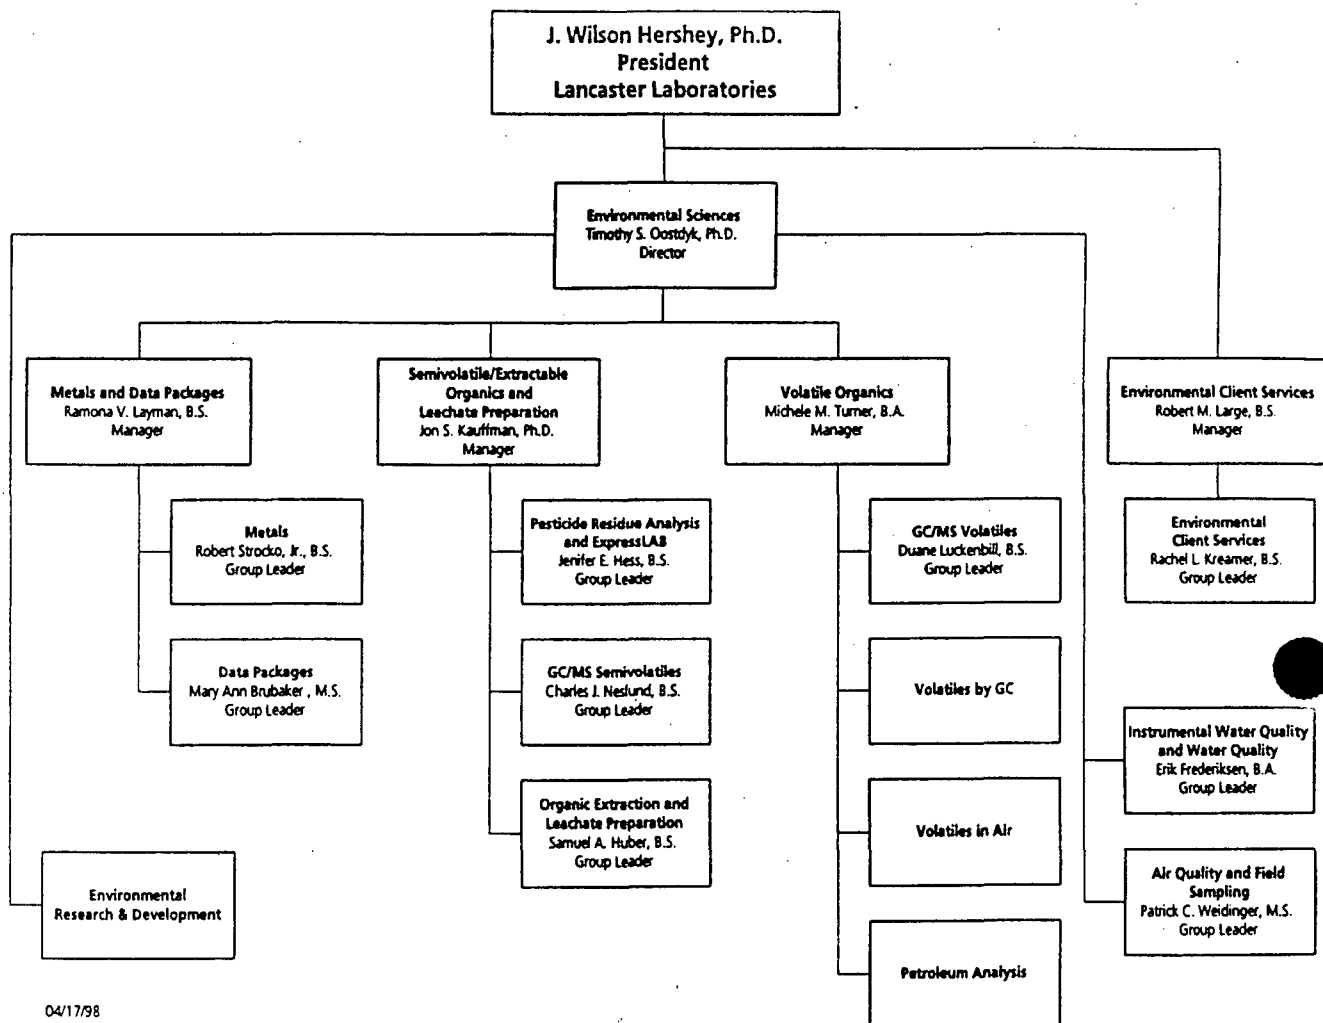 J. Wilson Hershey, Ph.D.
President
Lancaster Laboratories
Environmental Sciences
Timothy S. Oostdyk, Ph.D.
Director
Metals and Data Packages
Ramona V. Layman, B.S.
Manager
Semivolatile/Extractable
Organics and
Leachate Preparation
Jon S. Kauffman, Ph.D.
Manager
Volatile Organics
Michele M. Turner, B.A.
Manager
Environmental Client Services
Robert M. Large, B.S.
Manager
Metals
Robert Strocko, Jr., B.S.
Group Leader
Pesticide Residue Analysis
and ExpressLAB
Jenifer E. Hess, B.S.
Group Leader
GC/MS Volatiles
Duane Luckenbill, B.S.
Group Leader
Environmental
Client Services
Rachel L. Kreamer, B.S.
Group Leader
Data Packages
Mary Ann Brubaker , M.S.
Group Leader
GC/MS Semivolatiles
Charles J. Neslund, B.S.
Group Leader
Volatiles by GC
Instrumental Water Quality
and Water Quality
Erik Frederiksen, B.A.
Group Leader
Organic Extraction and
Leachate Preparation
Samuel A. Huber, B.S.
Group Leader
Volatiles in Air
Air Quality and Field
Sampling
Patrick C. Weidinger, M.S.
Group Leader
Environmental
Research & Development
Petroleum Analysis
04/17/98